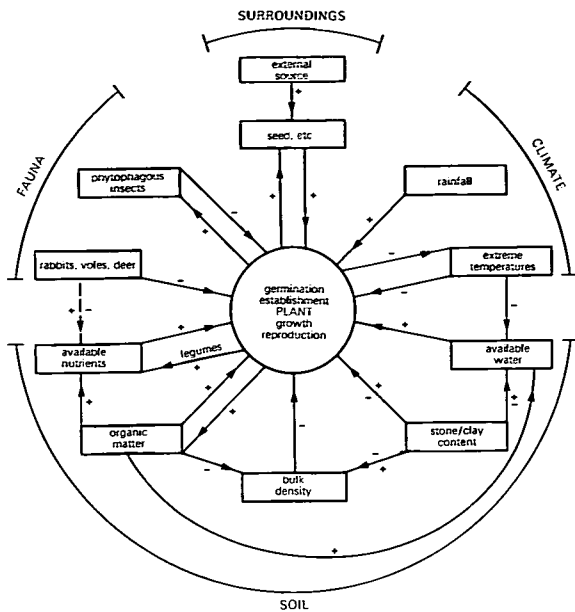 SURROUNDINGS
external
source
+
seed, etc
FAUNA
CLIMATE
phytophagous
insects
rainfall
+
+
-
+
+
rabbits, voles, deer
-
-
extreme
temperatures
-
+
-
germination
establishment
PLANT
growth
reproduction
-
available
nutrients
+
legumes
+
+
available
water
+
+
+
-
-
-
+
-
organic
matter
stone/clay
content
-
bulk
density
-
+
+
SOIL